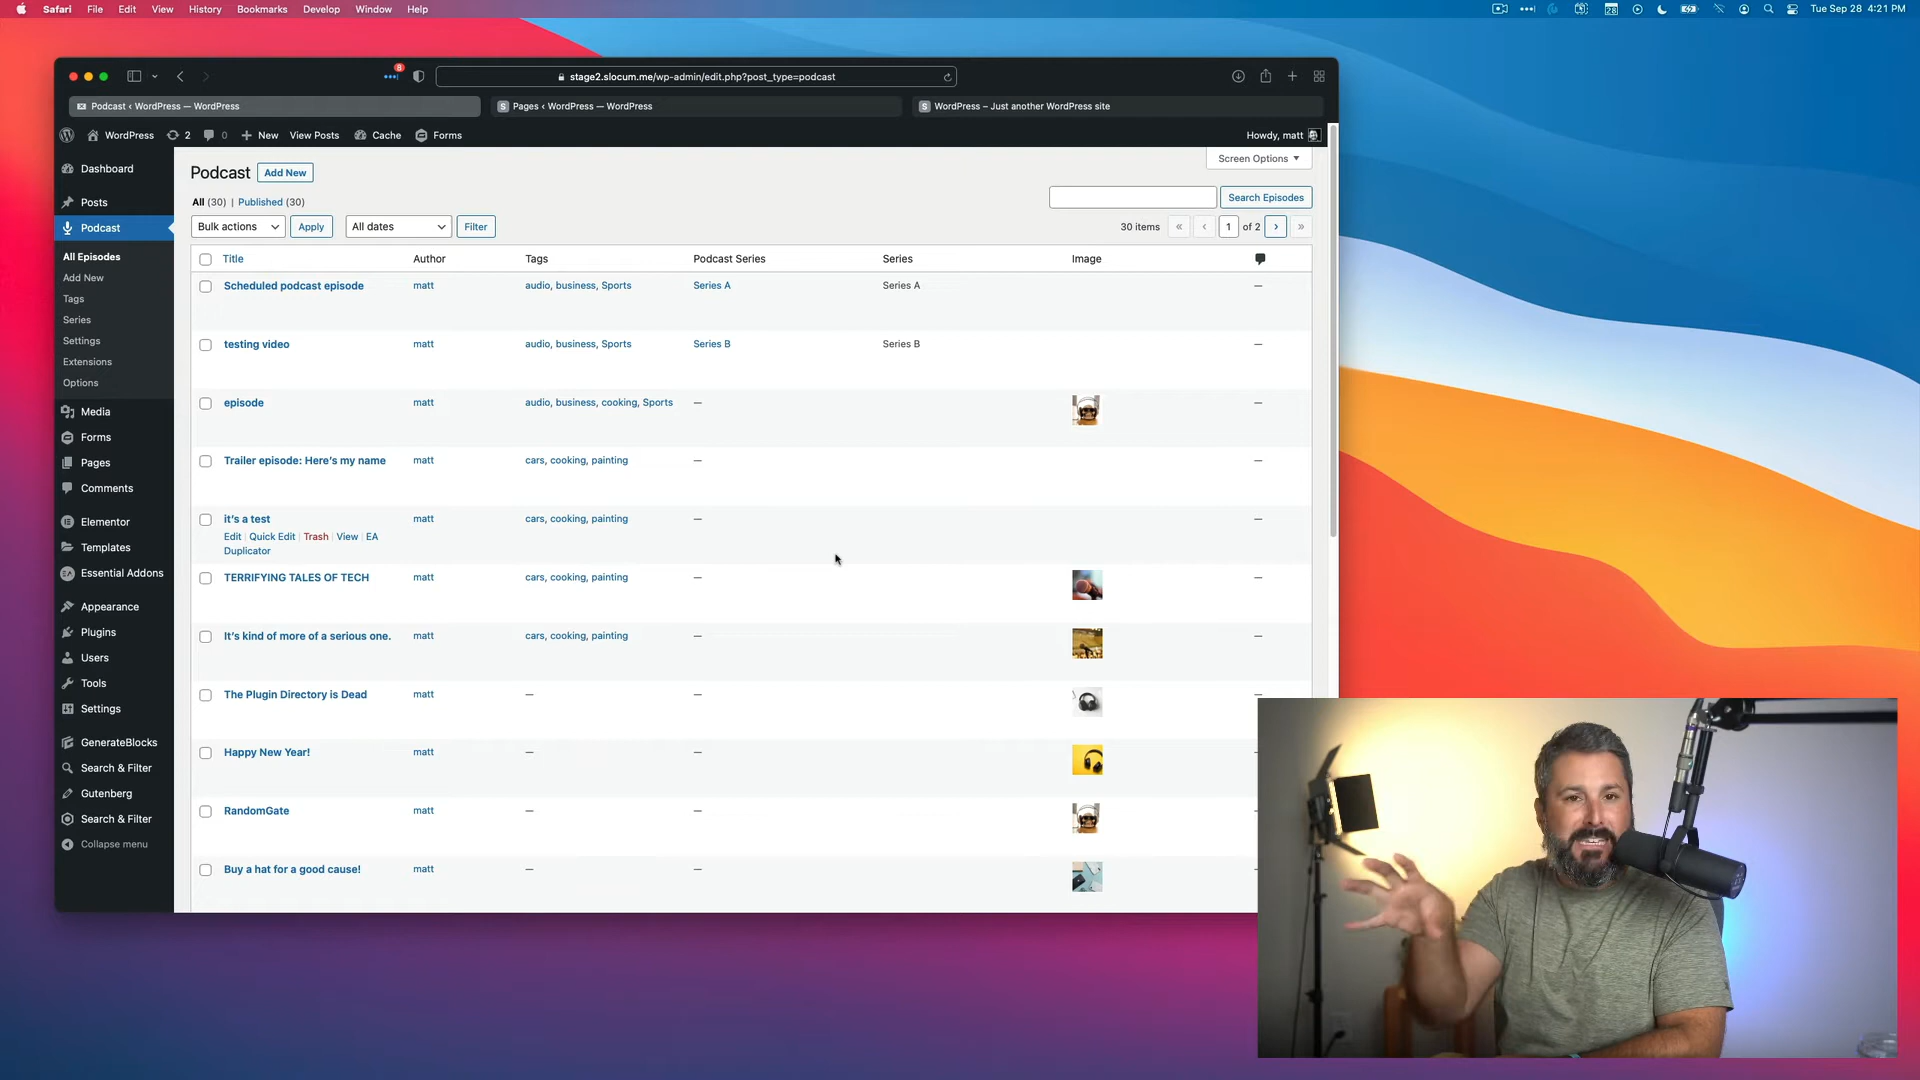 Safari File Edit View History Bookmarks Develop Window Help Tue Sep 28 4:21 PM
8
stage2.slocum.me/wp-admin/edit.php?post_type=podcast
Podcast ‹ WordPress — WordPress Pages ‹ WordPress — WordPress WordPress – Just another WordPress site
WordPress 2 0 New View Posts Cache Forms Howdy, matt
Dashboard
Posts
Podcast
All Episodes
Add New
Tags
Series
Settings
Extensions
Options
Media
Forms
Pages
Comments
Elementor
Templates
Essential Addons
Appearance
Plugins
Users
Tools
Settings
GenerateBlocks
Search & Filter
Gutenberg
Search & Filter
Collapse menu
Screen Options
Podcast Add New
All (30) | Published (30) Search Episodes
Bulk actions Apply All dates Filter 30 items « ‹ 1 of 2 › »
Title Author Tags Podcast Series Series Image
Scheduled podcast episode matt audio, business, Sports Series A Series A —
testing video matt audio, business, Sports Series B Series B —
episode matt audio, business, cooking, Sports — —
Trailer episode: Here's my name matt cars, cooking, painting — —
it's a test matt cars, cooking, painting — —
Edit | Quick Edit | Trash | View | EA
Duplicator
TERRIFYING TALES OF TECH matt cars, cooking, painting — —
It's kind of more of a serious one. matt cars, cooking, painting — —
The Plugin Directory is Dead matt — — —
Happy New Year! matt — — —
RandomGate matt — — —
Buy a hat for a good cause! matt — — —